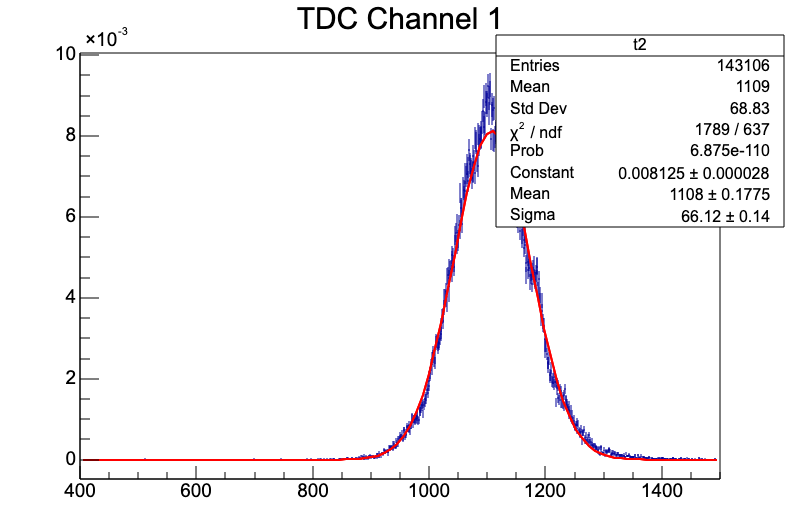 TDC Channel 1
×10⁻³
t2
Entries 143106
Mean 1109
Std Dev 68.83
χ² / ndf 1789 / 637
Prob 6.875e-110
Constant 0.008125 ± 0.000028
Mean 1108 ± 0.1775
Sigma 66.12 ± 0.14
10
8
6
4
2
0
400 600 800 1000 1200 1400